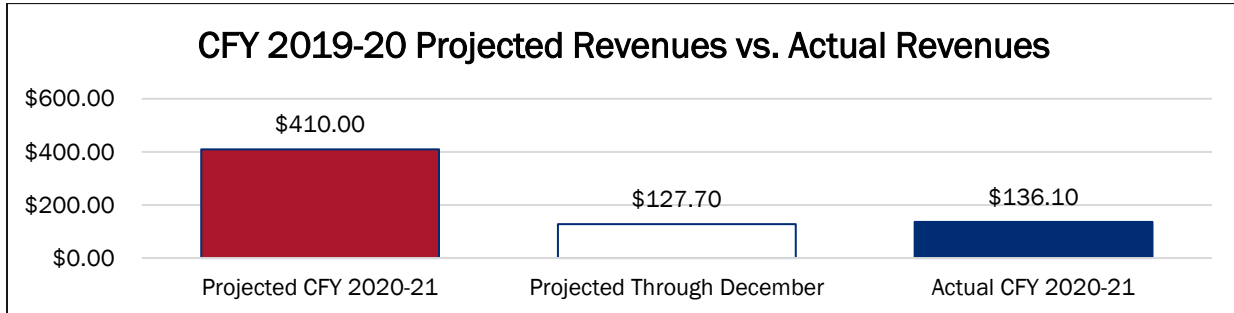 CFY 2019-20 Projected Revenues vs. Actual Revenues
$600.00
$400.00
$200.00
$0.00
$410.00
$127.70
$136.10
Projected CFY 2020-21
Projected Through December
Actual CFY 2020-21